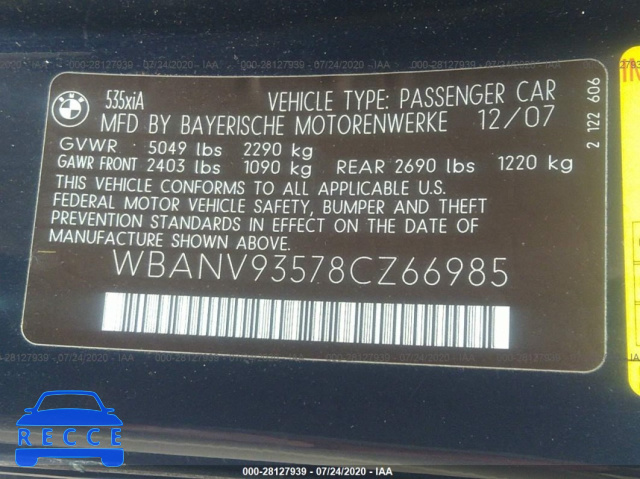 000-28127939 / 07/24/2020 - IAA
BMW
535xiA
VEHICLE TYPE: PASSENGER CAR
MFD BY BAYERISCHE MOTORENWERKE 12/07
GVWR 5049 lbs 2290 kg
GAWR FRONT 2403 lbs 1090 kg REAR 2690 lbs 1220 kg
THIS VEHICLE CONFORMS TO ALL APPLICABLE U.S.
FEDERAL MOTOR VEHICLE SAFETY, BUMPER AND THEFT
PREVENTION STANDARDS IN EFFECT ON THE DATE OF
MANUFACTURE SHOWN ABOVE.
WBANV93578CZ66985
2 122 606
RECCE
000-28127939 - 07/24/2020 - IAA